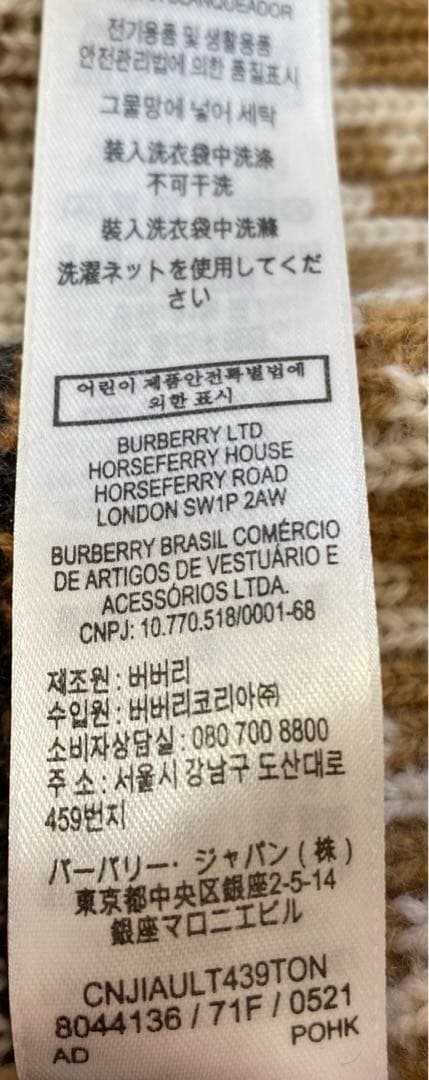 BLANQUEADOR
전기용품 및 생활용품
안전관리법에 의한 품질표시
그물망에 넣어 세탁
装入洗衣袋中洗涤
不可干洗
裝入洗衣袋中洗滌
洗濯ネットを使用してくだ
さい
어린이 제품안전특별법에
의한 표시
BURBERRY LTD
HORSEFERRY HOUSE
HORSEFERRY ROAD
LONDON SW1P 2AW
BURBERRY BRASIL COMÉRCIO
DE ARTIGOS DE VESTUÁRIO E
ACESSÓRIOS LTDA.
CNPJ: 10.770.518/0001-68
제조원 : 버버리
수입원 : 버버리코리아㈜
소비자상담실 : 080 700 8800
주 소 : 서울시 강남구 도산대로
459번지
バーバリー・ジャパン(株)
東京都中央区銀座2-5-14
銀座マロニエビル
CNJIAULT439TON
8044136 / 71F / 0521
AD POHK